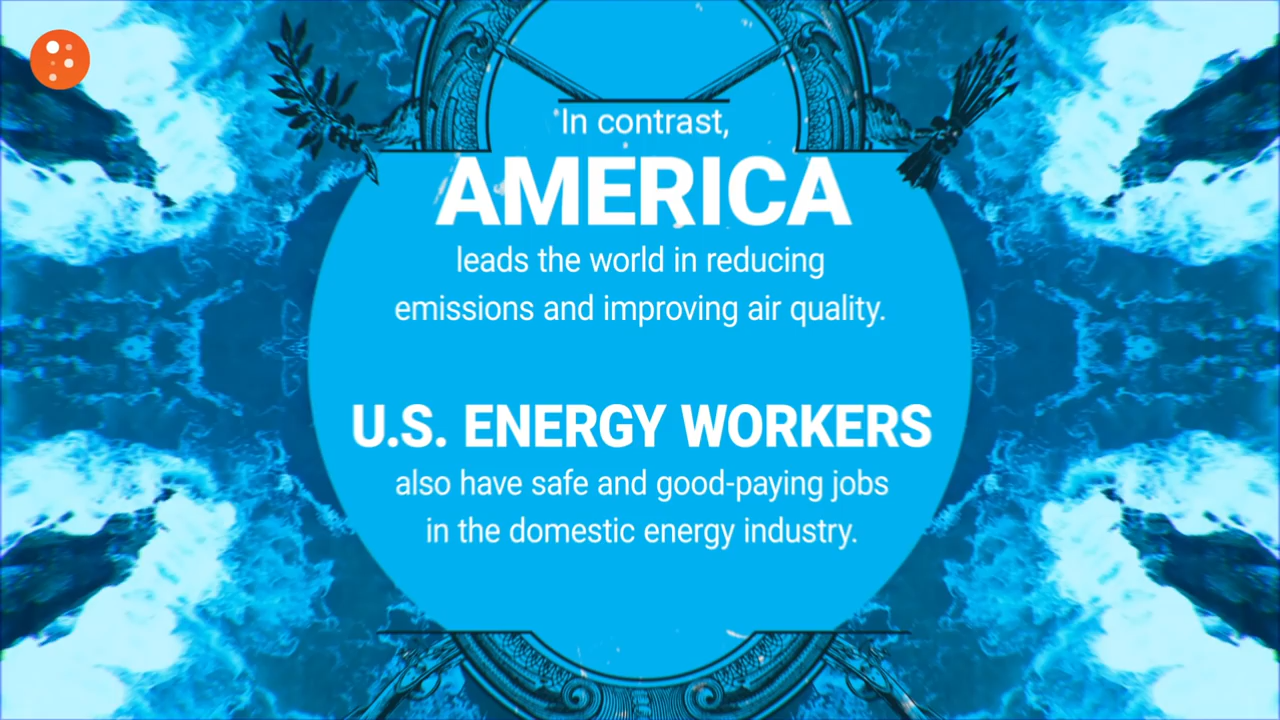 In contrast,
AMERICA
leads the world in reducing
emissions and improving air quality.
U.S. ENERGY WORKERS
also have safe and good-paying jobs
in the domestic energy industry.